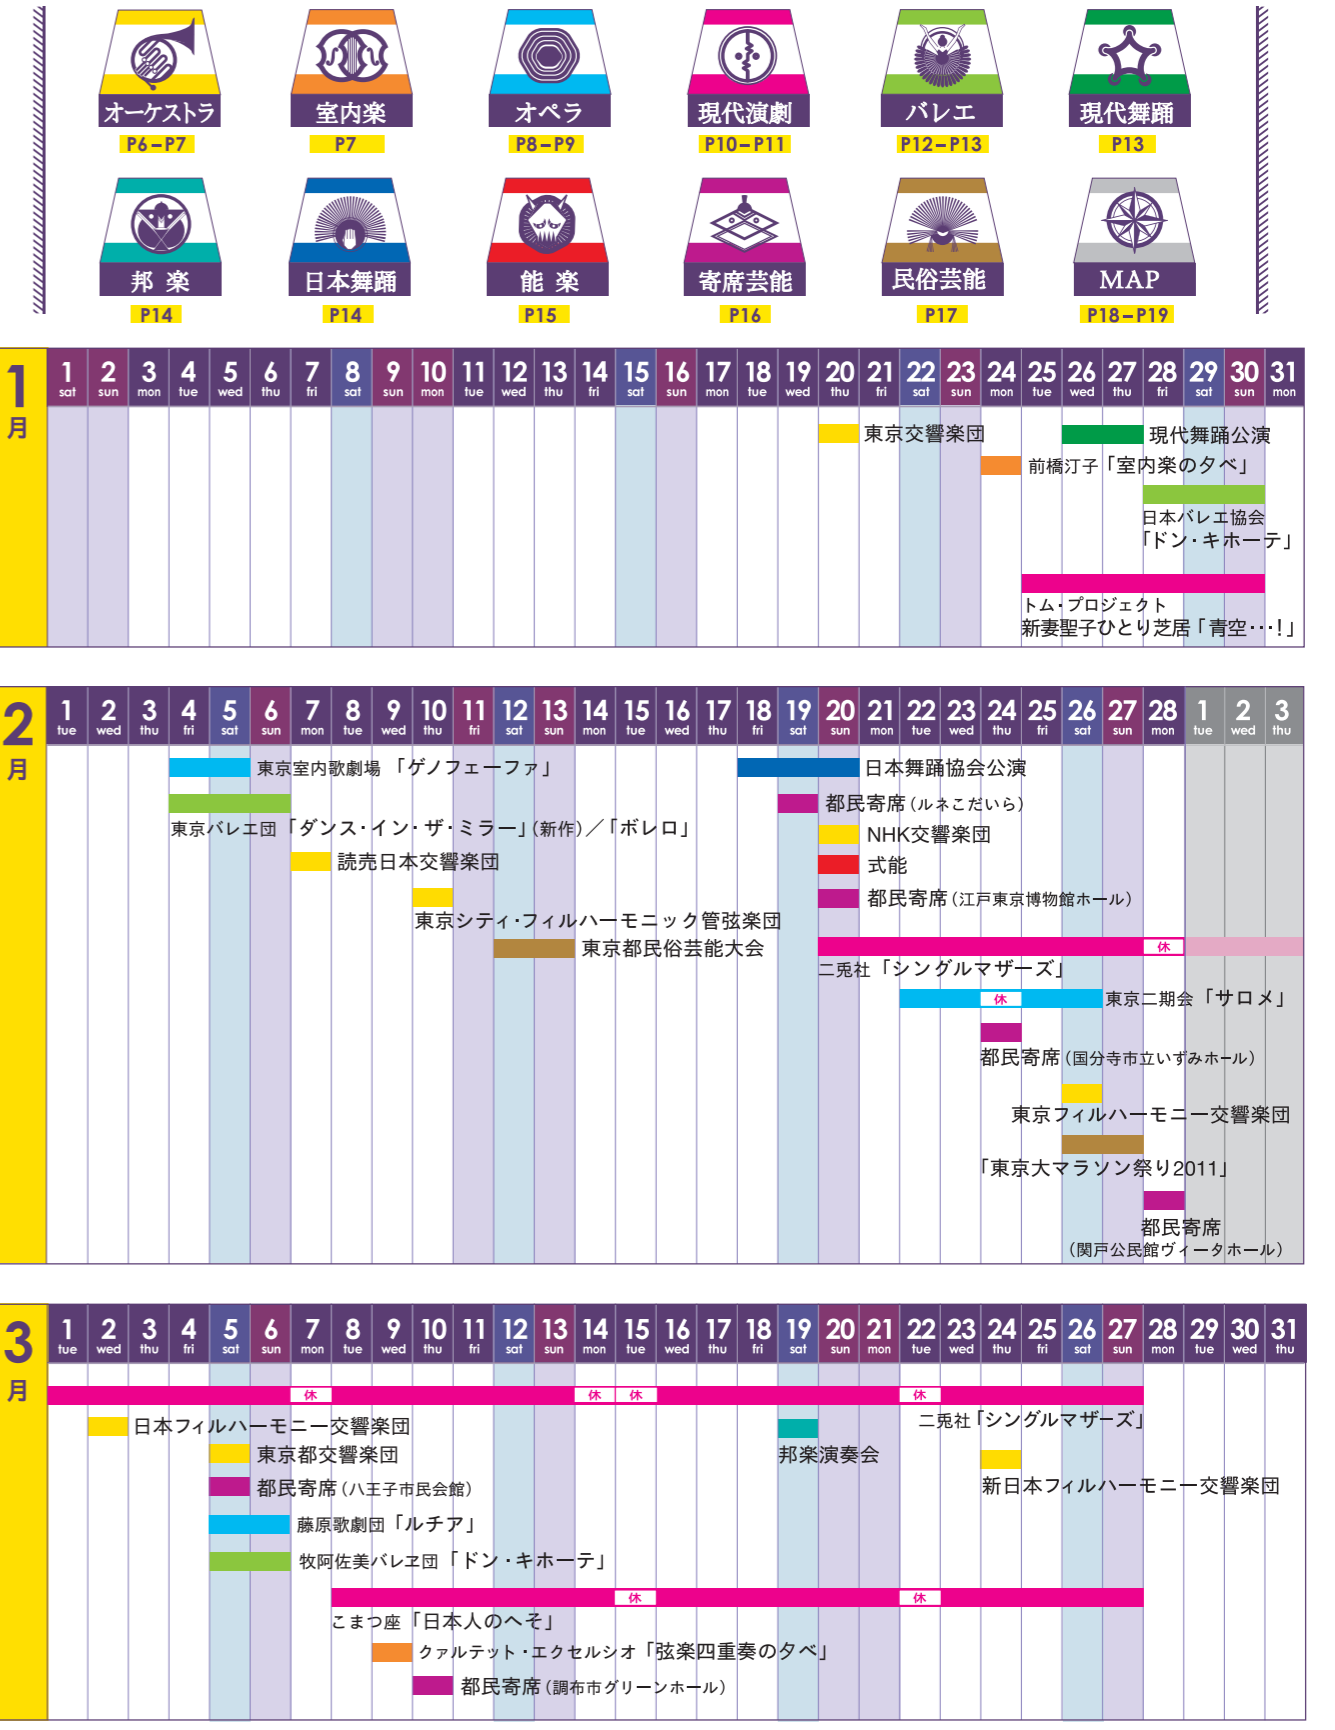 オーケストラ 室内楽 オペラ 現代演劇 バレエ 現代舞踊
P6–P7 P7 P8–P9 P10–P11 P12–P13 P13
邦楽 日本舞踊 能楽 寄席芸能 民俗芸能 MAP
P14 P14 P15 P16 P17 P18–P19
1月
1 2 3 4 5 6 7 8 9 10 11 12 13 14 15 16 17 18 19 20 21 22 23 24 25 26 27 28 29 30 31
sat sun mon tue wed thu fri sat sun mon tue wed thu fri sat sun mon tue wed thu fri sat sun mon tue wed thu fri sat sun mon
東京交響楽団 現代舞踊公演
前橋汀子「室内楽の夕べ」
日本バレエ協会
「ドン・キホーテ」
トム・プロジェクト
新妻聖子ひとり芝居「青空･･･!」
2月
1 2 3 4 5 6 7 8 9 10 11 12 13 14 15 16 17 18 19 20 21 22 23 24 25 26 27 28 1 2 3
tue wed thu fri sat sun mon tue wed thu fri sat sun mon tue wed thu fri sat sun mon tue wed thu fri sat sun mon tue wed thu
東京室内歌劇場「ゲノフェーファ」 日本舞踊協会公演
都民寄席(ルネこだいら)
東京バレエ団「ダンス・イン・ザ・ミラー」(新作)／「ボレロ」 NHK交響楽団
読売日本交響楽団 式能
都民寄席(江戸東京博物館ホール)
東京シティ・フィルハーモニック管弦楽団
東京都民俗芸能大会 休
二兎社「シングルマザーズ」
休 東京二期会「サロメ」
都民寄席(国分寺市立いずみホール)
東京フィルハーモニー交響楽団
「東京大マラソン祭り2011」
都民寄席
(関戸公民館ヴィータホール)
3月
1 2 3 4 5 6 7 8 9 10 11 12 13 14 15 16 17 18 19 20 21 22 23 24 25 26 27 28 29 30 31
tue wed thu fri sat sun mon tue wed thu fri sat sun mon tue wed thu fri sat sun mon tue wed thu fri sat sun mon tue wed thu
休 休 休 休
日本フィルハーモニー交響楽団 二兎社「シングルマザーズ」
東京都交響楽団 邦楽演奏会
都民寄席(八王子市民会館) 新日本フィルハーモニー交響楽団
藤原歌劇団「ルチア」
牧阿佐美バレヱ団「ドン・キホーテ」
休 休
こまつ座「日本人のへそ」
クァルテット・エクセルシオ「弦楽四重奏の夕べ」
都民寄席(調布市グリーンホール)